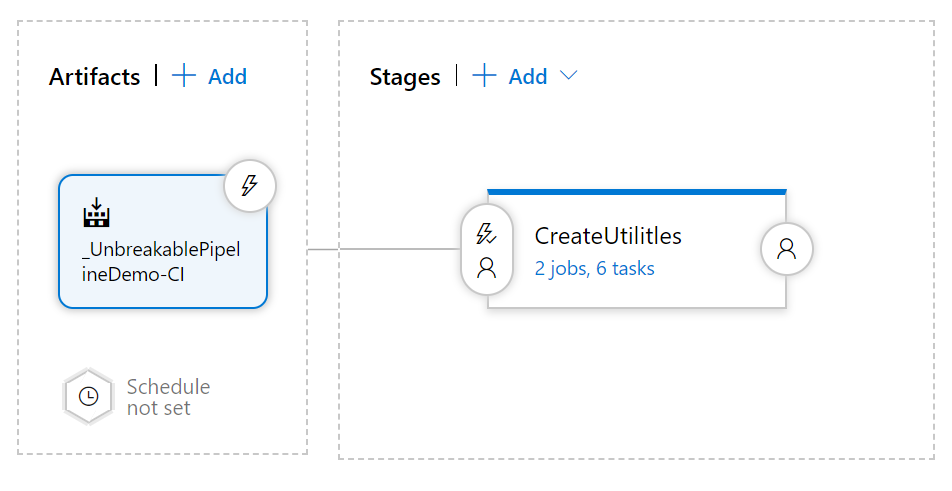 Artifacts | + Add
Stages | + Add
_UnbreakablePipel
ineDemo-CI
CreateUtilitles
2 jobs, 6 tasks
Schedule
not set